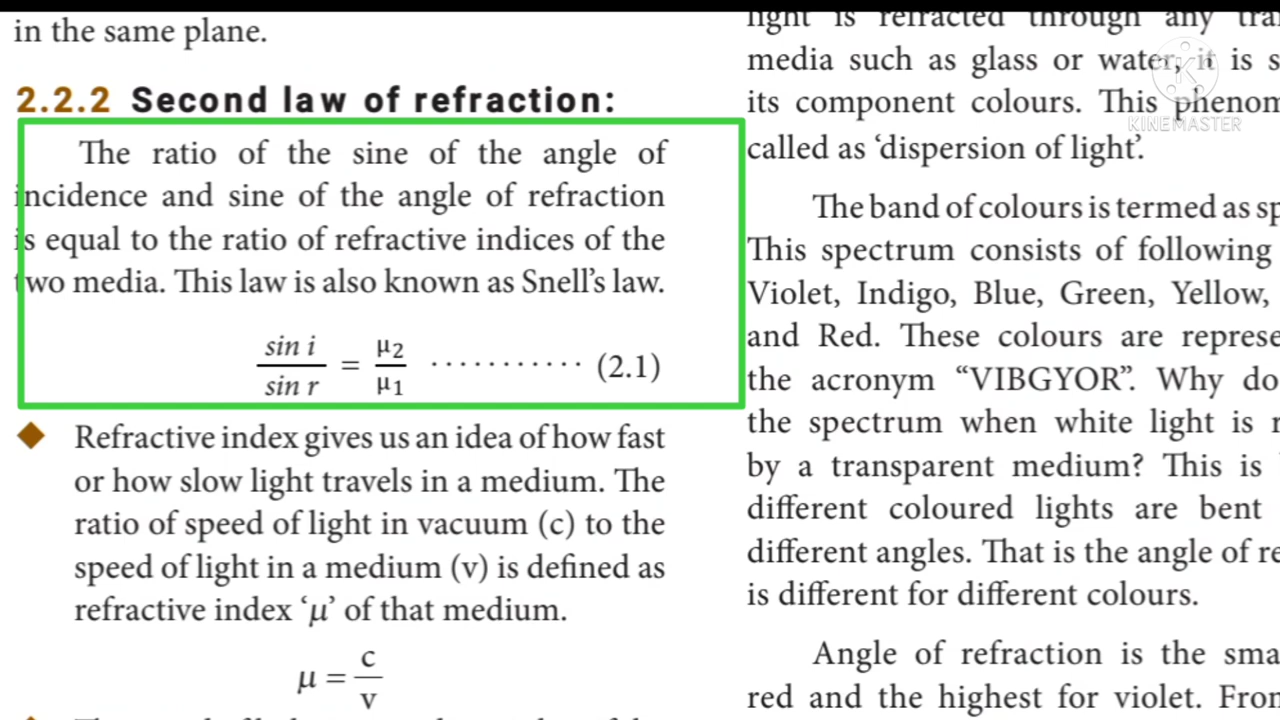 in the same plane.
2.2.2 Second law of refraction:
The ratio of the sine of the angle of
incidence and sine of the angle of refraction
is equal to the ratio of refractive indices of the
two media. This law is also known as Snell's law.
sin i / sin r = μ2 / μ1 ........... (2.1)
◆ Refractive index gives us an idea of how fast
or how slow light travels in a medium. The
ratio of speed of light in vacuum (c) to the
speed of light in a medium (v) is defined as
refractive index ‘μ’ of that medium.
μ = c / v
light is refracted through any
media such as glass or water, it is
its component colours. This
called as ‘dispersion of light’.
The band of colours is termed as
This spectrum consists of following
Violet, Indigo, Blue, Green, Yellow,
and Red. These colours are
the acronym “VIBGYOR”. Why do
the spectrum when white light is
by a transparent medium? This is
different coloured lights are bent
different angles. That is the angle of
is different for different colours.
Angle of refraction is the
red and the highest for violet.
KINEMASTER